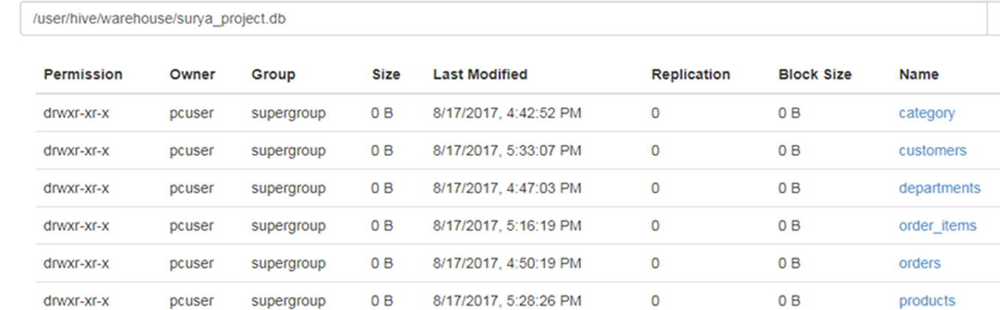 /user/hive/warehouse/surya_project.db
Permission Owner Group Size Last Modified Replication Block Size Name
drwxr-xr-x pcuser supergroup 0 B 8/17/2017, 4:42:52 PM 0 0 B category
drwxr-xr-x pcuser supergroup 0 B 8/17/2017, 5:33:07 PM 0 0 B customers
drwxr-xr-x pcuser supergroup 0 B 8/17/2017, 4:47:03 PM 0 0 B departments
drwxr-xr-x pcuser supergroup 0 B 8/17/2017, 5:16:19 PM 0 0 B order_items
drwxr-xr-x pcuser supergroup 0 B 8/17/2017, 4:50:19 PM 0 0 B orders
drwxr-xr-x pcuser supergroup 0 B 8/17/2017, 5:28:26 PM 0 0 B products